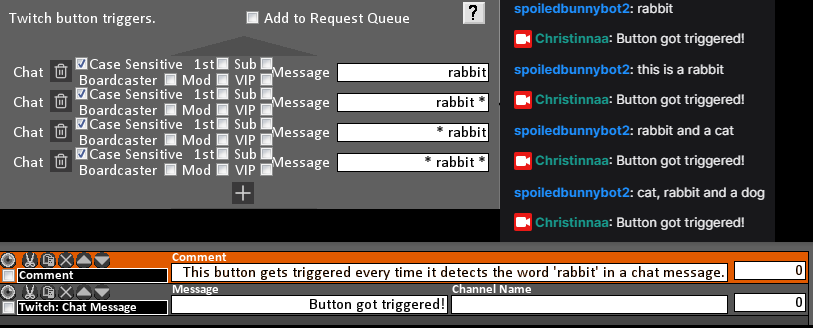 Twitch button triggers.
Add to Request Queue
?
Chat
Case Sensitive 1st Sub
Boardcaster Mod VIP
Message
rabbit
Chat
Case Sensitive 1st Sub
Boardcaster Mod VIP
Message
rabbit *
Chat
Case Sensitive 1st Sub
Boardcaster Mod VIP
Message
* rabbit
Chat
Case Sensitive 1st Sub
Boardcaster Mod VIP
Message
* rabbit *
+
spoiledbunnybot2: rabbit
Christinnaa: Button got triggered!
spoiledbunnybot2: this is a rabbit
Christinnaa: Button got triggered!
spoiledbunnybot2: rabbit and a cat
Christinnaa: Button got triggered!
spoiledbunnybot2: cat, rabbit and a dog
Christinnaa: Button got triggered!
Comment
Comment
This button gets triggered every time it detects the word 'rabbit' in a chat message.
0
Message
Channel Name
Twitch: Chat Message
Button got triggered!
0